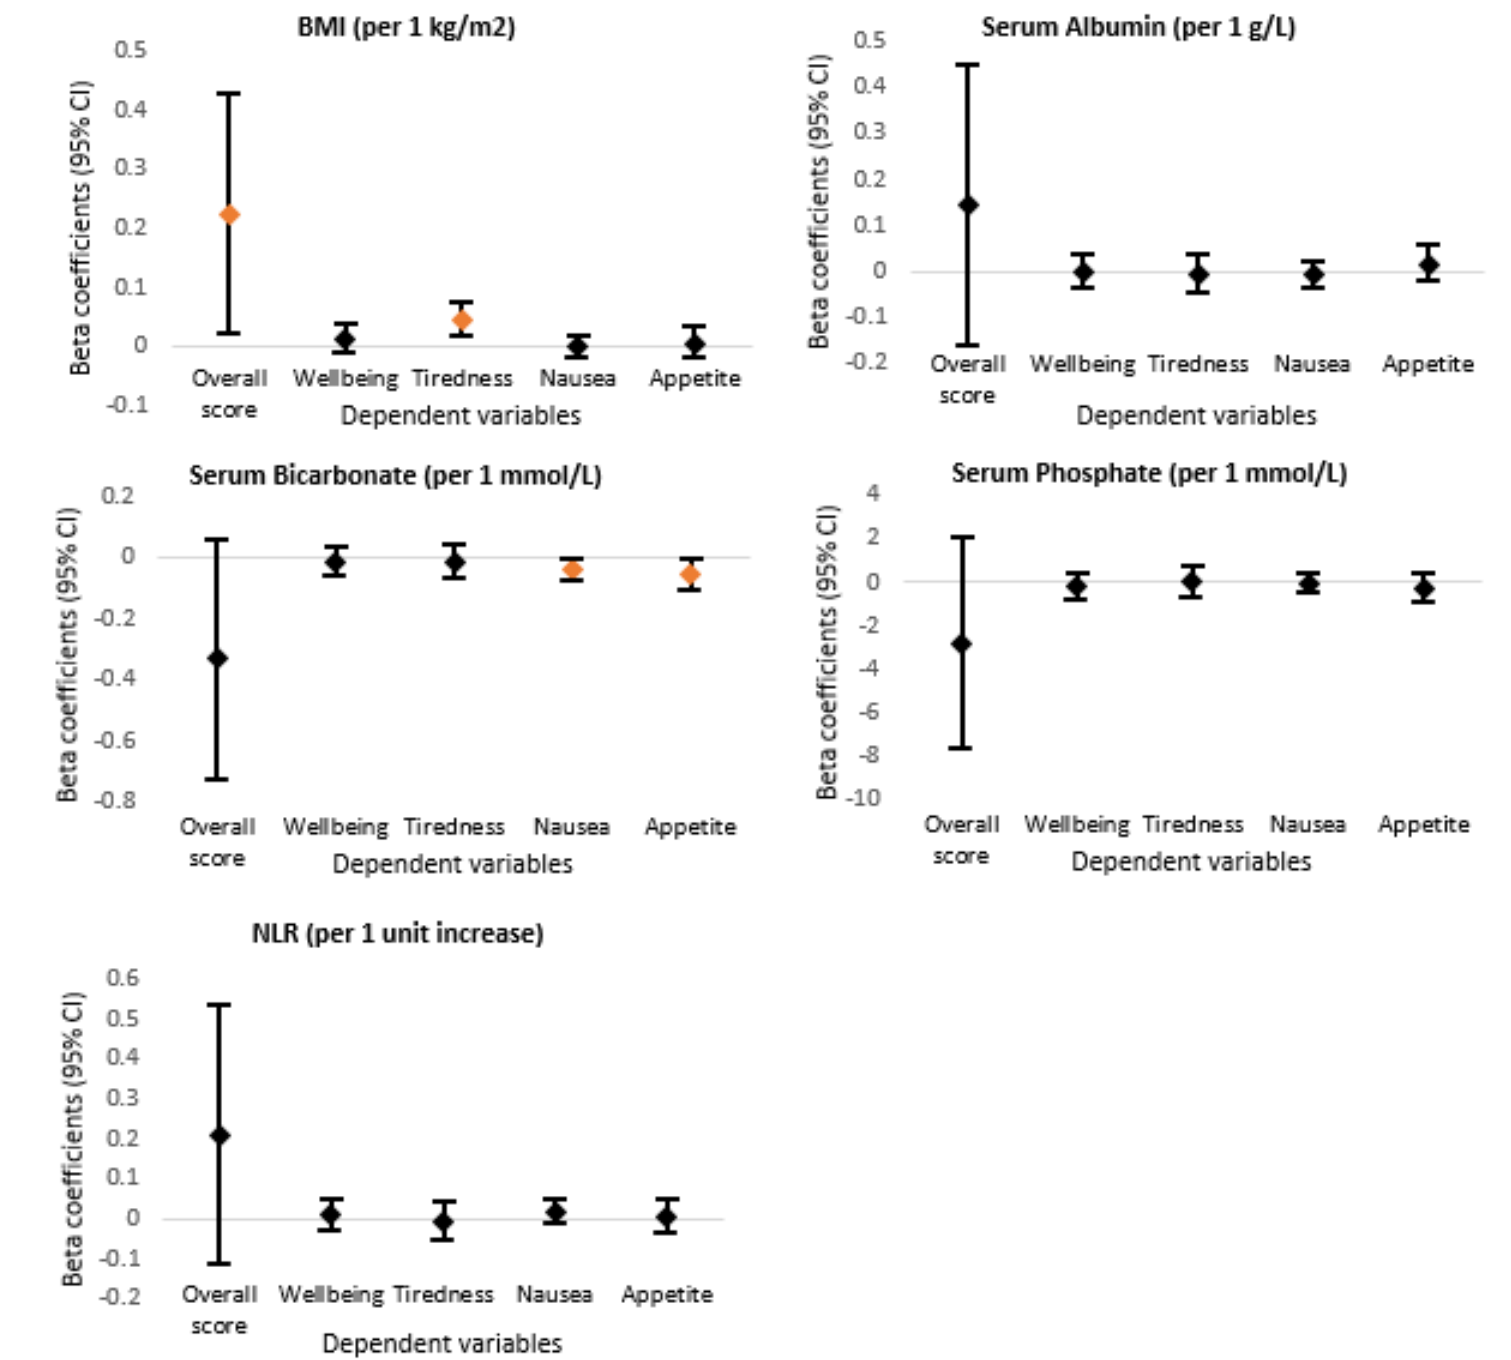 BMI (per 1 kg/m2)
Beta coefficients (95% CI)
0.5
0.4
0.3
0.2
0.1
0
-0.1
Overall score
Wellbeing
Tiredness
Nausea
Appetite
Dependent variables
Serum Albumin (per 1 g/L)
Beta coefficients (95% CI)
0.5
0.4
0.3
0.2
0.1
0
-0.1
-0.2
Overall score
Wellbeing
Tiredness
Nausea
Appetite
Dependent variables
Serum Bicarbonate (per 1 mmol/L)
Beta coefficients (95% CI)
0.2
0
-0.2
-0.4
-0.6
-0.8
Overall score
Wellbeing
Tiredness
Nausea
Appetite
Dependent variables
Serum Phosphate (per 1 mmol/L)
Beta coefficients (95% CI)
4
2
0
-2
-4
-6
-8
-10
Overall score
Wellbeing
Tiredness
Nausea
Appetite
Dependent variables
NLR (per 1 unit increase)
Beta coefficients (95% CI)
0.6
0.5
0.4
0.3
0.2
0.1
0
-0.1
-0.2
Overall score
Wellbeing
Tiredness
Nausea
Appetite
Dependent variables